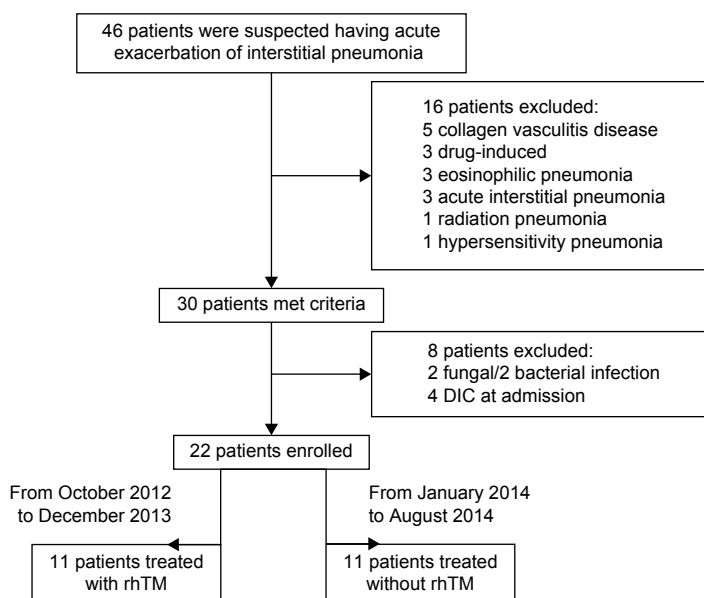 46 patients were suspected having acute
exacerbation of interstitial pneumonia
16 patients excluded:
5 collagen vasculitis disease
3 drug-induced
3 eosinophilic pneumonia
3 acute interstitial pneumonia
1 radiation pneumonia
1 hypersensitivity pneumonia
30 patients met criteria
8 patients excluded:
2 fungal/2 bacterial infection
4 DIC at admission
22 patients enrolled
From October 2012
to December 2013
From January 2014
to August 2014
11 patients treated
with rhTM
11 patients treated
without rhTM